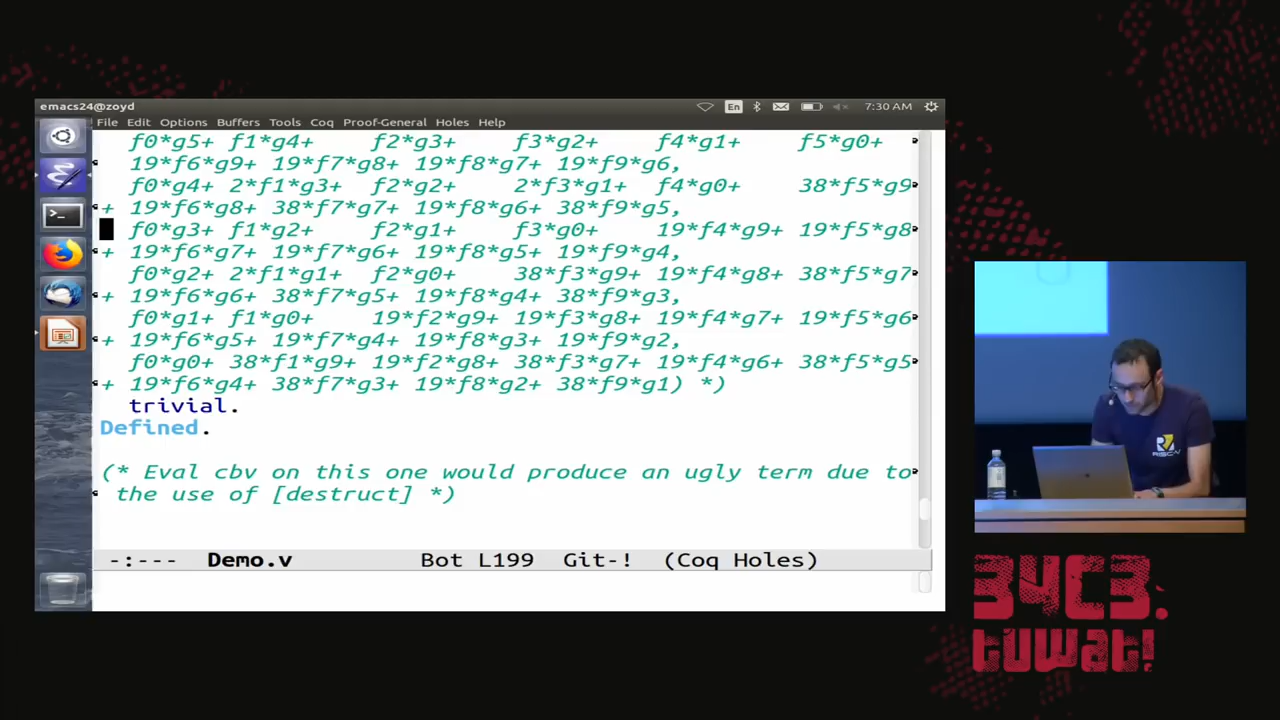 emacs24@zoyd
En
7:30 AM
File Edit Options Buffers Tools Coq Proof-General Holes Help
f0*g5+ f1*g4+ f2*g3+ f3*g2+ f4*g1+ f5*g0+
19*f6*g9+ 19*f7*g8+ 19*f8*g7+ 19*f9*g6,
f0*g4+ 2*f1*g3+ f2*g2+ 2*f3*g1+ f4*g0+ 38*f5*g9
+ 19*f6*g8+ 38*f7*g7+ 19*f8*g6+ 38*f9*g5,
f0*g3+ f1*g2+ f2*g1+ f3*g0+ 19*f4*g9+ 19*f5*g8
+ 19*f6*g7+ 19*f7*g6+ 19*f8*g5+ 19*f9*g4,
f0*g2+ 2*f1*g1+ f2*g0+ 38*f3*g9+ 19*f4*g8+ 38*f5*g7
+ 19*f6*g6+ 38*f7*g5+ 19*f8*g4+ 38*f9*g3,
f0*g1+ f1*g0+ 19*f2*g9+ 19*f3*g8+ 19*f4*g7+ 19*f5*g6
+ 19*f6*g5+ 19*f7*g4+ 19*f8*g3+ 19*f9*g2,
f0*g0+ 38*f1*g9+ 19*f2*g8+ 38*f3*g7+ 19*f4*g6+ 38*f5*g5
+ 19*f6*g4+ 38*f7*g3+ 19*f8*g2+ 38*f9*g1) *)
trivial.
Defined.
(* Eval cbv on this one would produce an ugly term due to
the use of [destruct] *)
-:--- Demo.v Bot L199 Git-! (Coq Holes)
RISC-V
34C3.
tuwat!